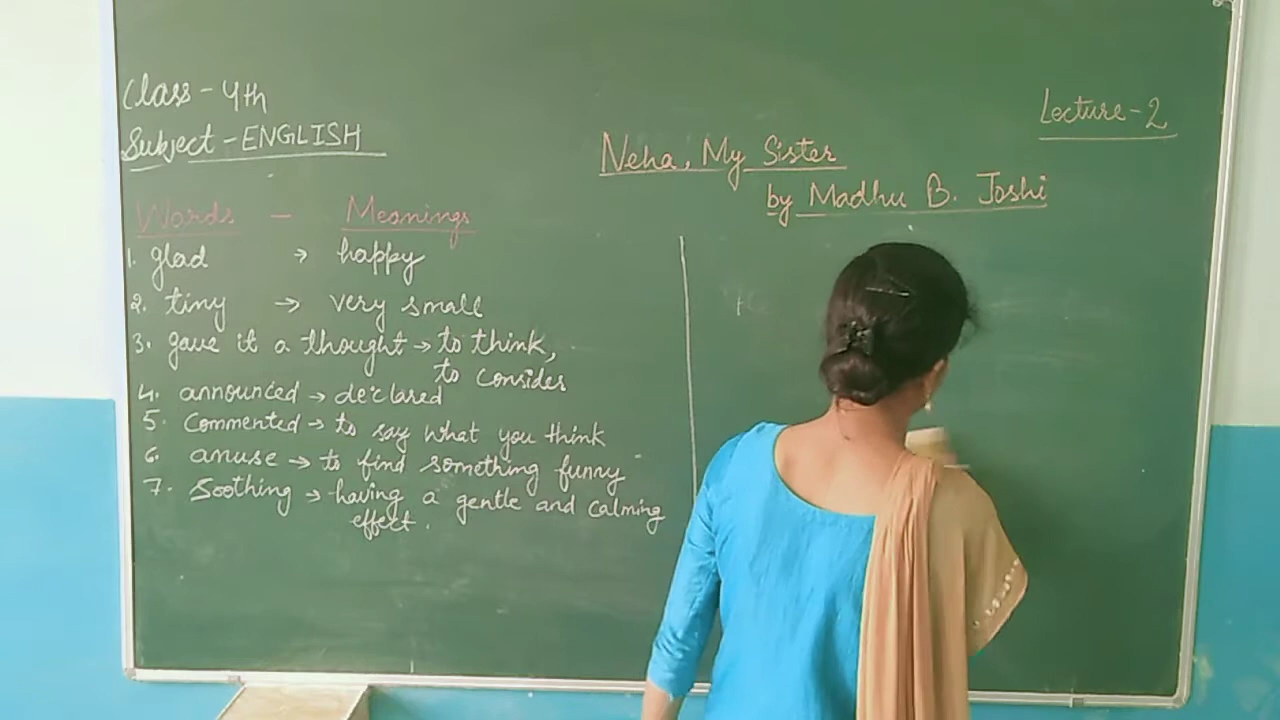 Class - 4th
Subject - ENGLISH
Lecture - 2
Neha, My Sister
by Madhu B. Joshi
Words - Meanings
1. glad → happy
2. tiny → very small
3. gave it a thought → to think,
to consider
4. announced → declared
5. Commented → to say what you think
6. amuse → to find something funny
7. Soothing → having a gentle and calming
effect.